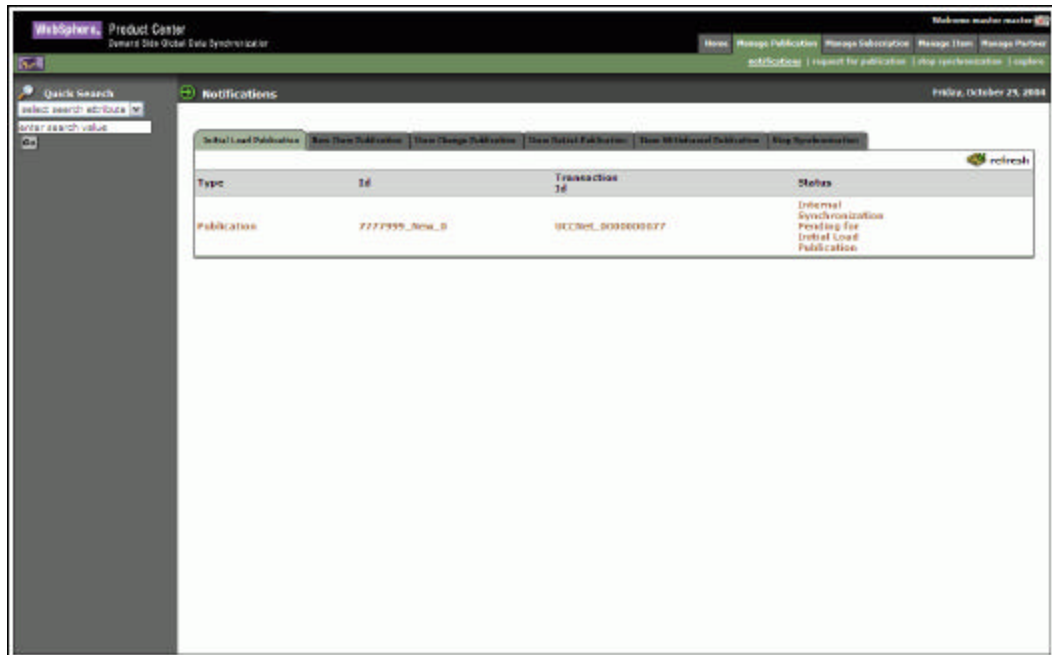 WebSphere. Product Center
Demand Side Global Data Synchronization
Welcome master master
Home Manage Publication Manage Subscription Manage Item Manage Partner
notifications | request for publication | stop synchronization | explore
Quick Search
select search attribute
enter search value
Go
Notifications
Friday, October 29, 2004
Initial Load Publication New Item Publication Item Change Publication Item Initial Publication Item Withdrawal Publication Stop Synchronization
refresh
Type Id Transaction Id Status
Publication 7777999_New_0 UCCNet_0000000077 Internal Synchronization Pending for Initial Load Publication